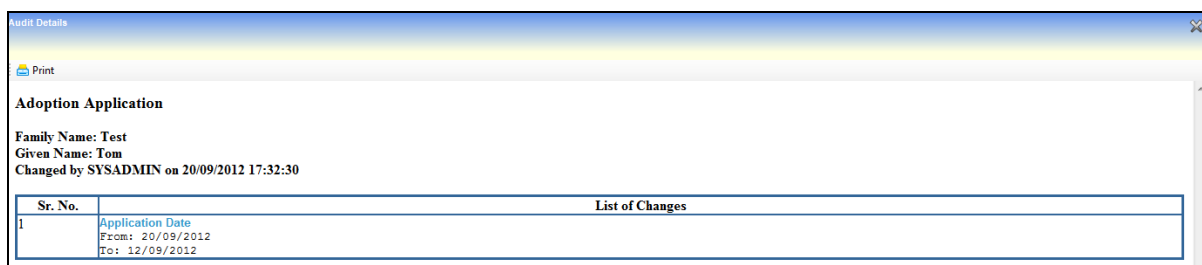 Audit Details
Print
Adoption Application
Family Name: Test
Given Name: Tom
Changed by SYSADMIN on 20/09/2012 17:32:30
Sr. No. List of Changes
1 Application Date
From: 20/09/2012
To: 12/09/2012